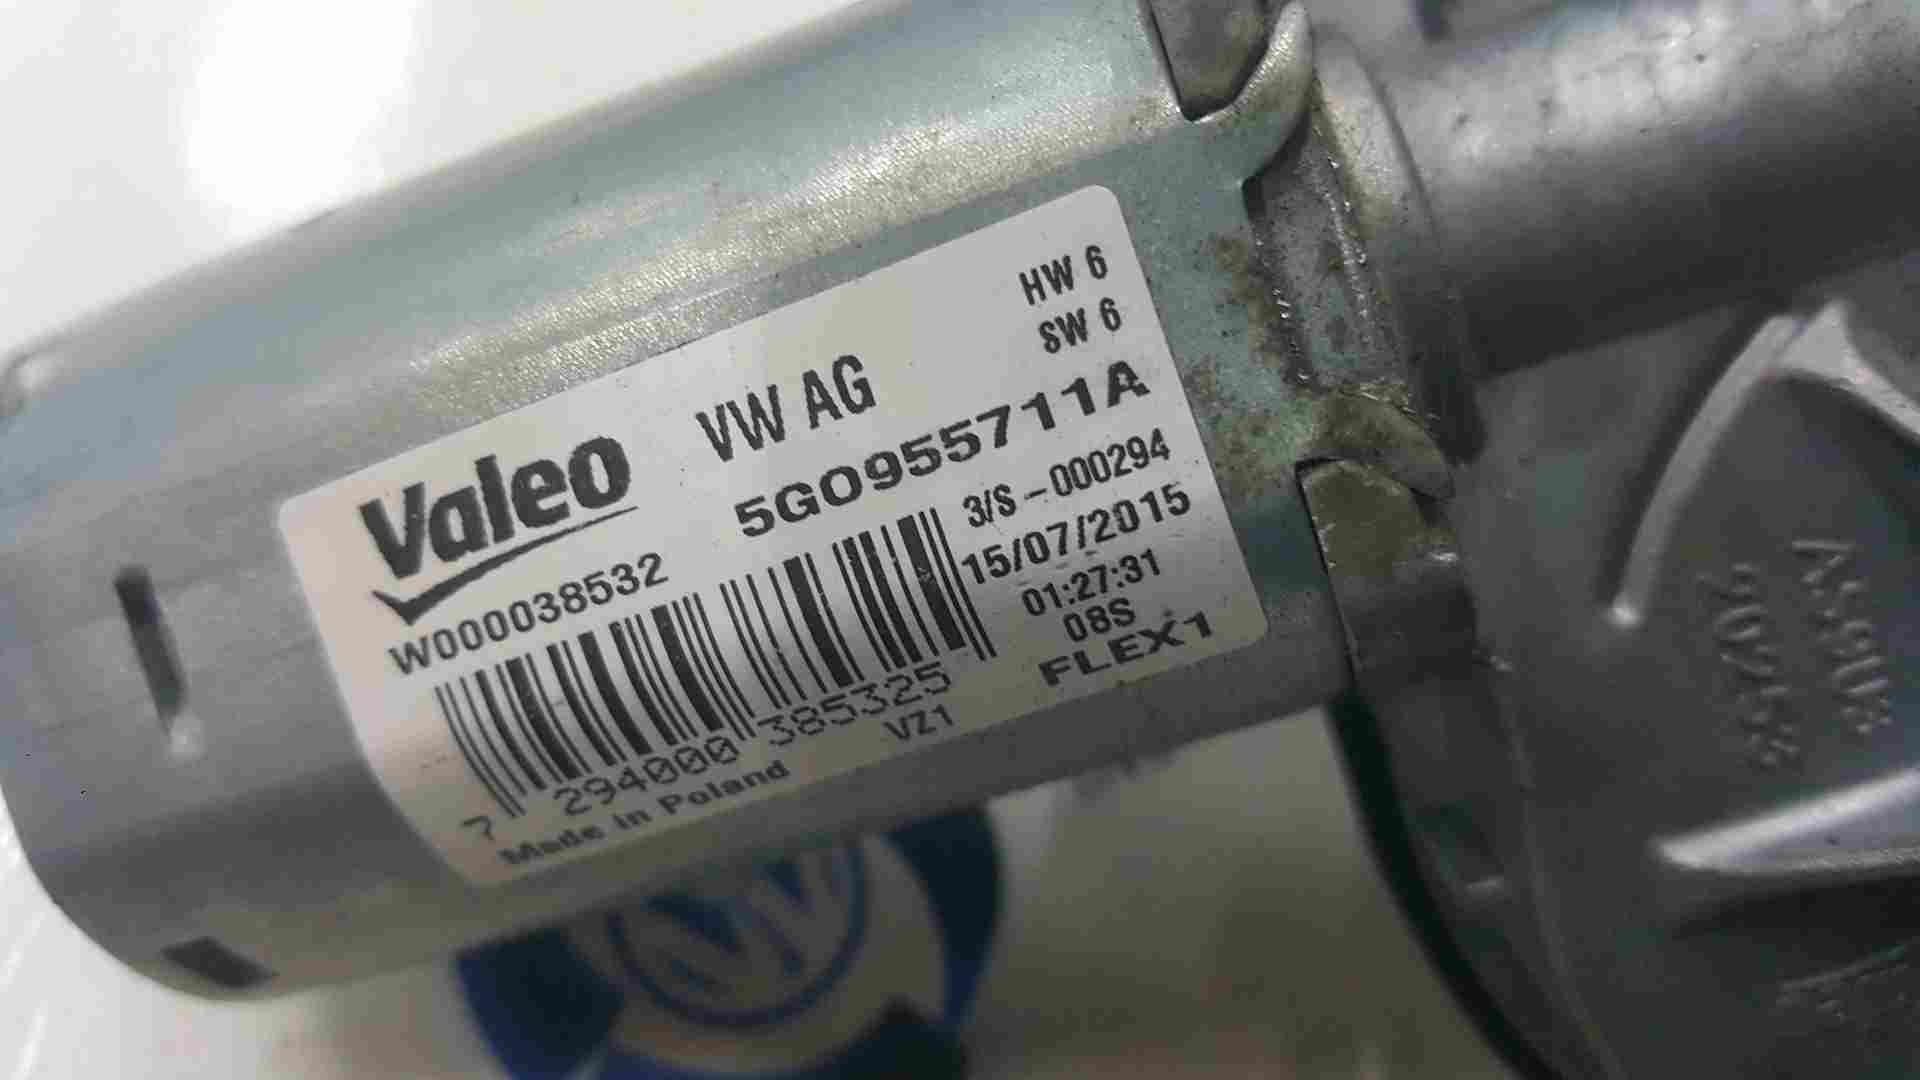 HW 6
SW 6
Valeo
VW AG
5G0955711A
W000038532
3/S-000294
15/07/2015
01:27:31
08S
FLEX1
7 294000 385325
VZ1
Made in Poland